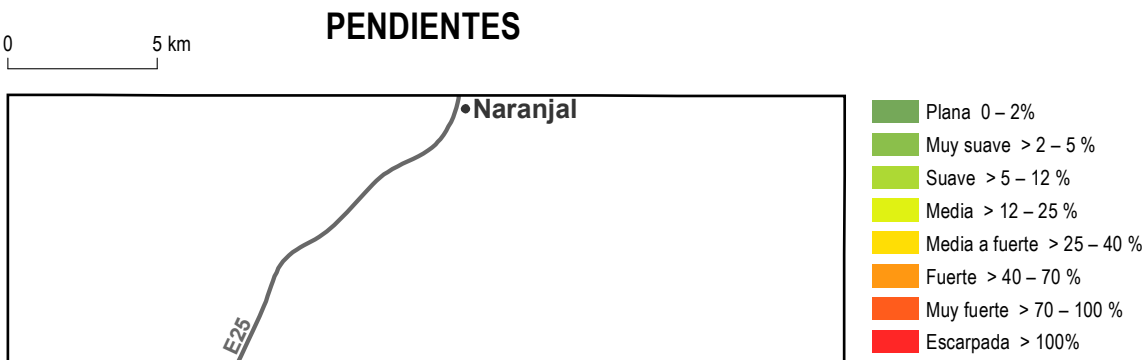 PENDIENTES
0 5 km
Naranjal
E25
Plana 0 – 2%
Muy suave > 2 – 5 %
Suave > 5 – 12 %
Media > 12 – 25 %
Media a fuerte > 25 – 40 %
Fuerte > 40 – 70 %
Muy fuerte > 70 – 100 %
Escarpada > 100%